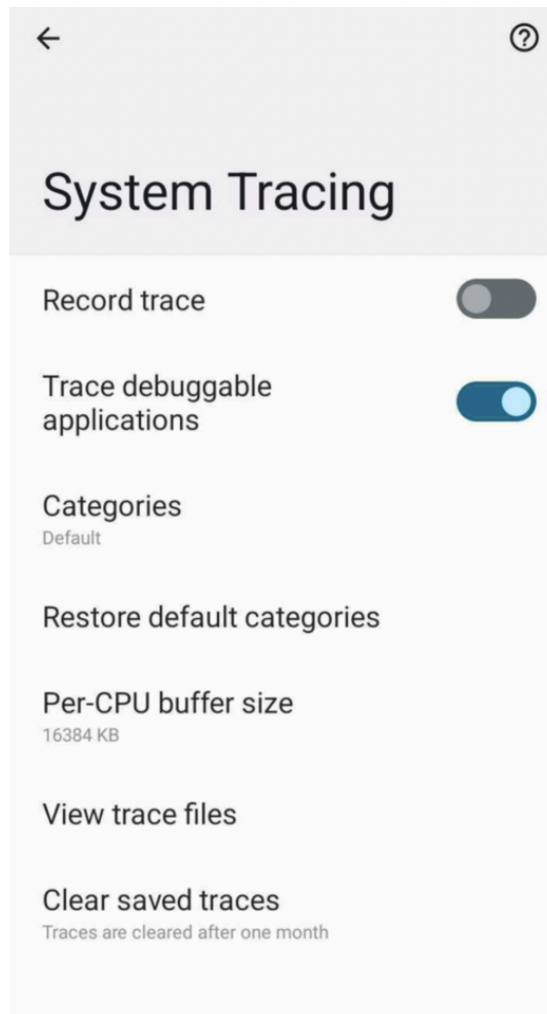 System Tracing
Record trace
Trace debuggable
applications
Categories
Default
Restore default categories
Per-CPU buffer size
16384 KB
View trace files
Clear saved traces
Traces are cleared after one month